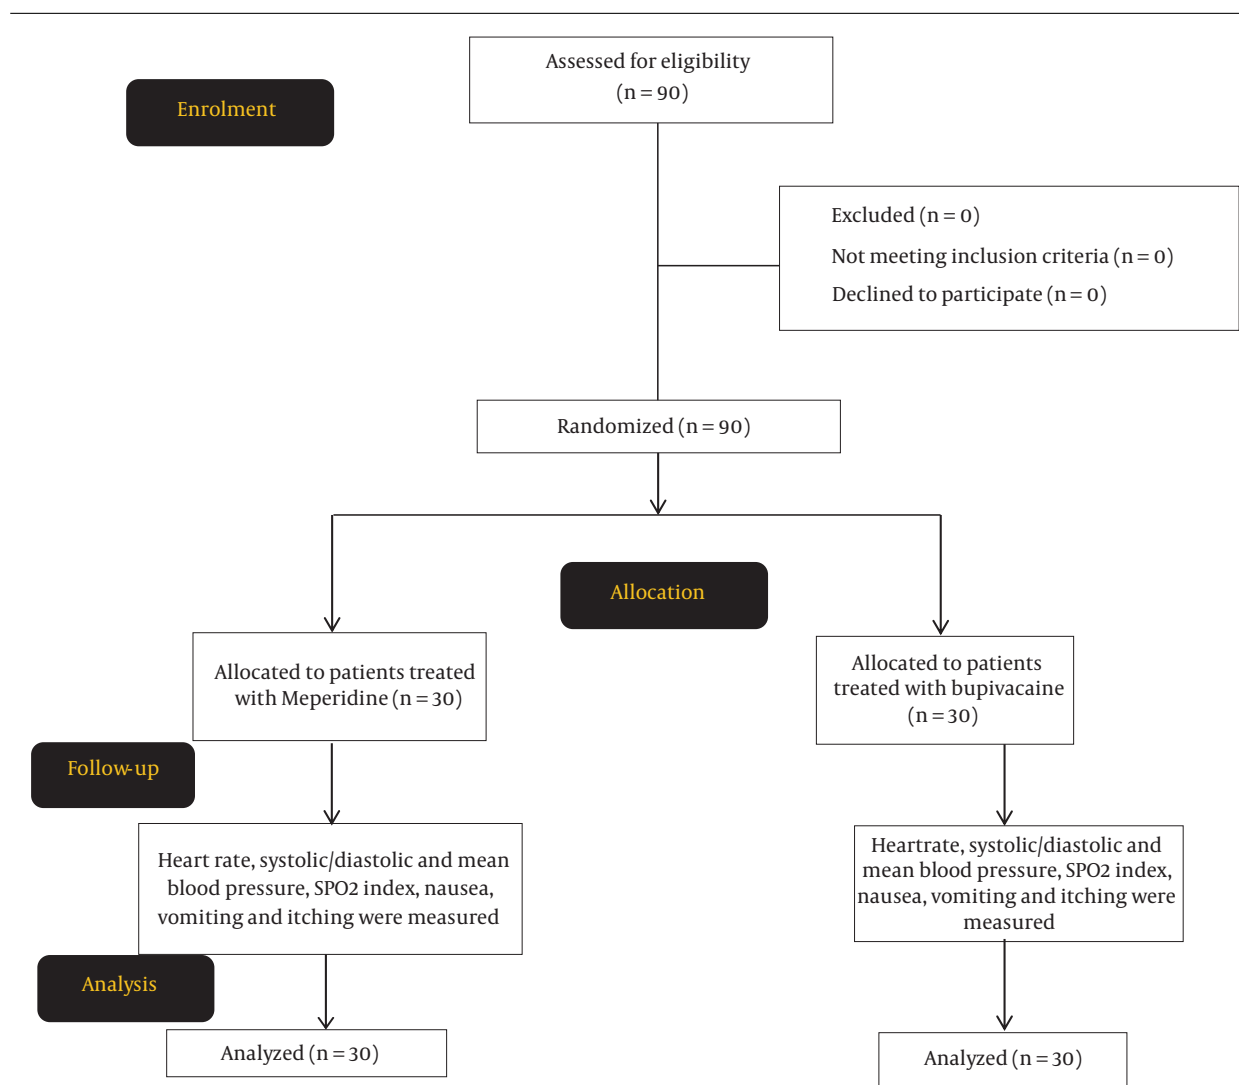 Assessed for eligibility
(n = 90)
Enrolment
Excluded (n = 0)
Not meeting inclusion criteria (n = 0)
Declined to participate (n = 0)
Randomized (n = 90)
Allocation
Allocated to patients treated
with Meperidine (n = 30)
Allocated to patients
treated with bupivacaine
(n = 30)
Follow-up
Heart rate, systolic/diastolic and mean
blood pressure, SPO2 index, nausea,
vomiting and itching were measured
Heartrate, systolic/diastolic and
mean blood pressure, SPO2 index,
nausea, vomiting and itching were
measured
Analysis
Analyzed (n = 30)
Analyzed (n = 30)